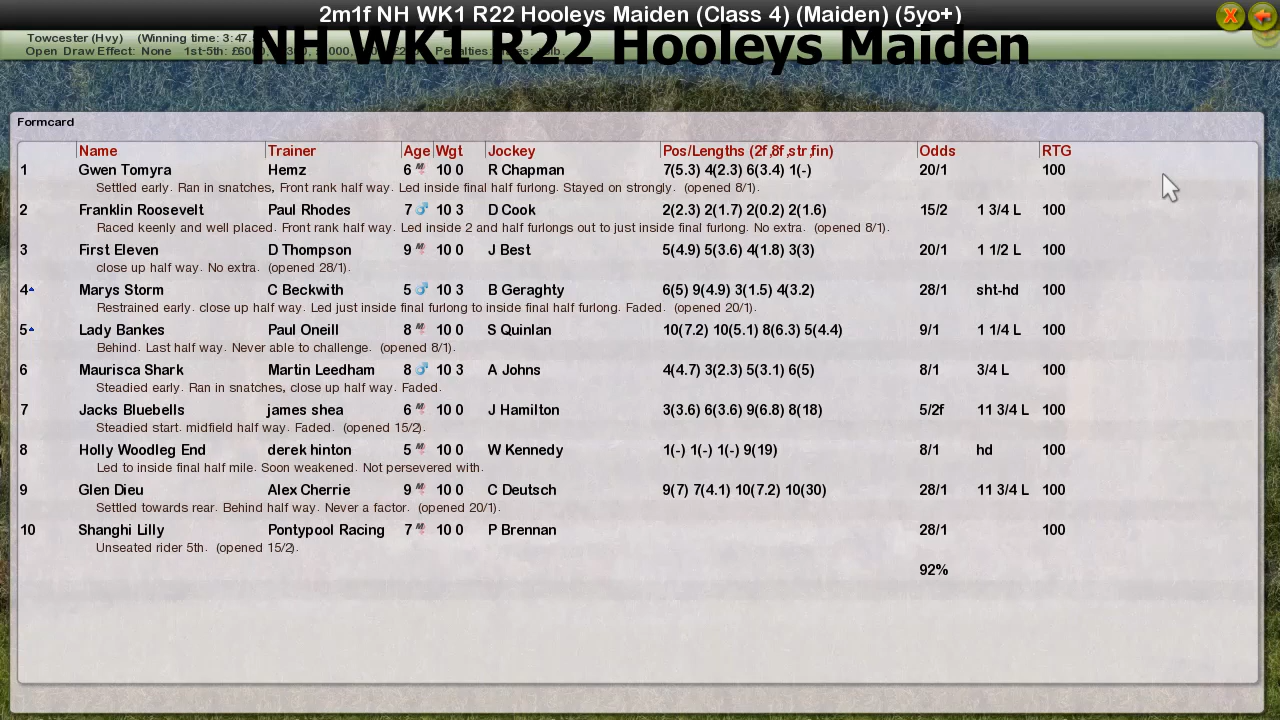 2m1f NH WK1 R22 Hooleys Maiden (Class 4) (Maiden) (5yo+)
Towcester (Hvy) (Winning time: 3:47.
NH WK1 R22 Hooleys Maiden
Open Draw Effect: None 1st-5th:
Formcard
Name Trainer Age Wgt Jockey Pos/Lengths (2f,8f,str,fin) Odds RTG
1 Gwen Tomyra Hemz 6 10 0 R Chapman 7(5.3) 4(2.3) 6(3.4) 1(-) 20/1 100
Settled early. Ran in snatches, Front rank half way. Led inside final half furlong. Stayed on strongly. (opened 8/1).
2 Franklin Roosevelt Paul Rhodes 7 10 3 D Cook 2(2.3) 2(1.7) 2(0.2) 2(1.6) 15/2 1 3/4 L 100
Raced keenly and well placed. Front rank half way. Led inside 2 and half furlongs out to just inside final furlong. No extra. (opened 8/1).
3 First Eleven D Thompson 9 10 0 J Best 5(4.9) 5(3.6) 4(1.8) 3(3) 20/1 1 1/2 L 100
close up half way. No extra. (opened 28/1).
4 Marys Storm C Beckwith 5 10 3 B Geraghty 6(5) 9(4.9) 3(1.5) 4(3.2) 28/1 sht-hd 100
Restrained early. close up half way. Led just inside final furlong to inside final half furlong. Faded. (opened 20/1).
5 Lady Bankes Paul Oneill 8 10 0 S Quinlan 10(7.2) 10(5.1) 8(6.3) 5(4.4) 9/1 1 1/4 L 100
Behind. Last half way. Never able to challenge. (opened 8/1).
6 Maurisca Shark Martin Leedham 8 10 3 A Johns 4(4.7) 3(2.3) 5(3.1) 6(5) 8/1 3/4 L 100
Steadied early. Ran in snatches, close up half way. Faded.
7 Jacks Bluebells james shea 6 10 0 J Hamilton 3(3.6) 6(3.6) 9(6.8) 8(18) 5/2f 11 3/4 L 100
Steadied start. midfield half way. Faded. (opened 15/2).
8 Holly Woodleg End derek hinton 5 10 0 W Kennedy 1(-) 1(-) 1(-) 9(19) 8/1 hd 100
Led to inside final half mile. Soon weakened. Not persevered with.
9 Glen Dieu Alex Cherrie 9 10 0 C Deutsch 9(7) 7(4.1) 10(7.2) 10(30) 28/1 11 3/4 L 100
Settled towards rear. Behind half way. Never a factor. (opened 20/1).
10 Shanghi Lilly Pontypool Racing 7 10 0 P Brennan 28/1 100
Unseated rider 5th. (opened 15/2).
92%